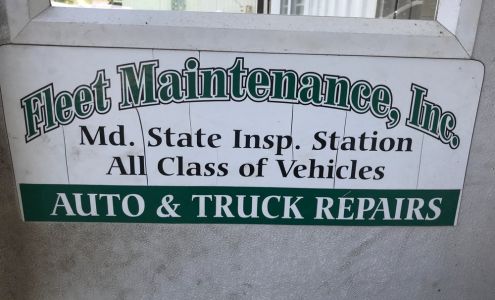 Fleet Maintenance, Inc.
Md. State Insp. Station
All Class of Vehicles
AUTO & TRUCK REPAIRS